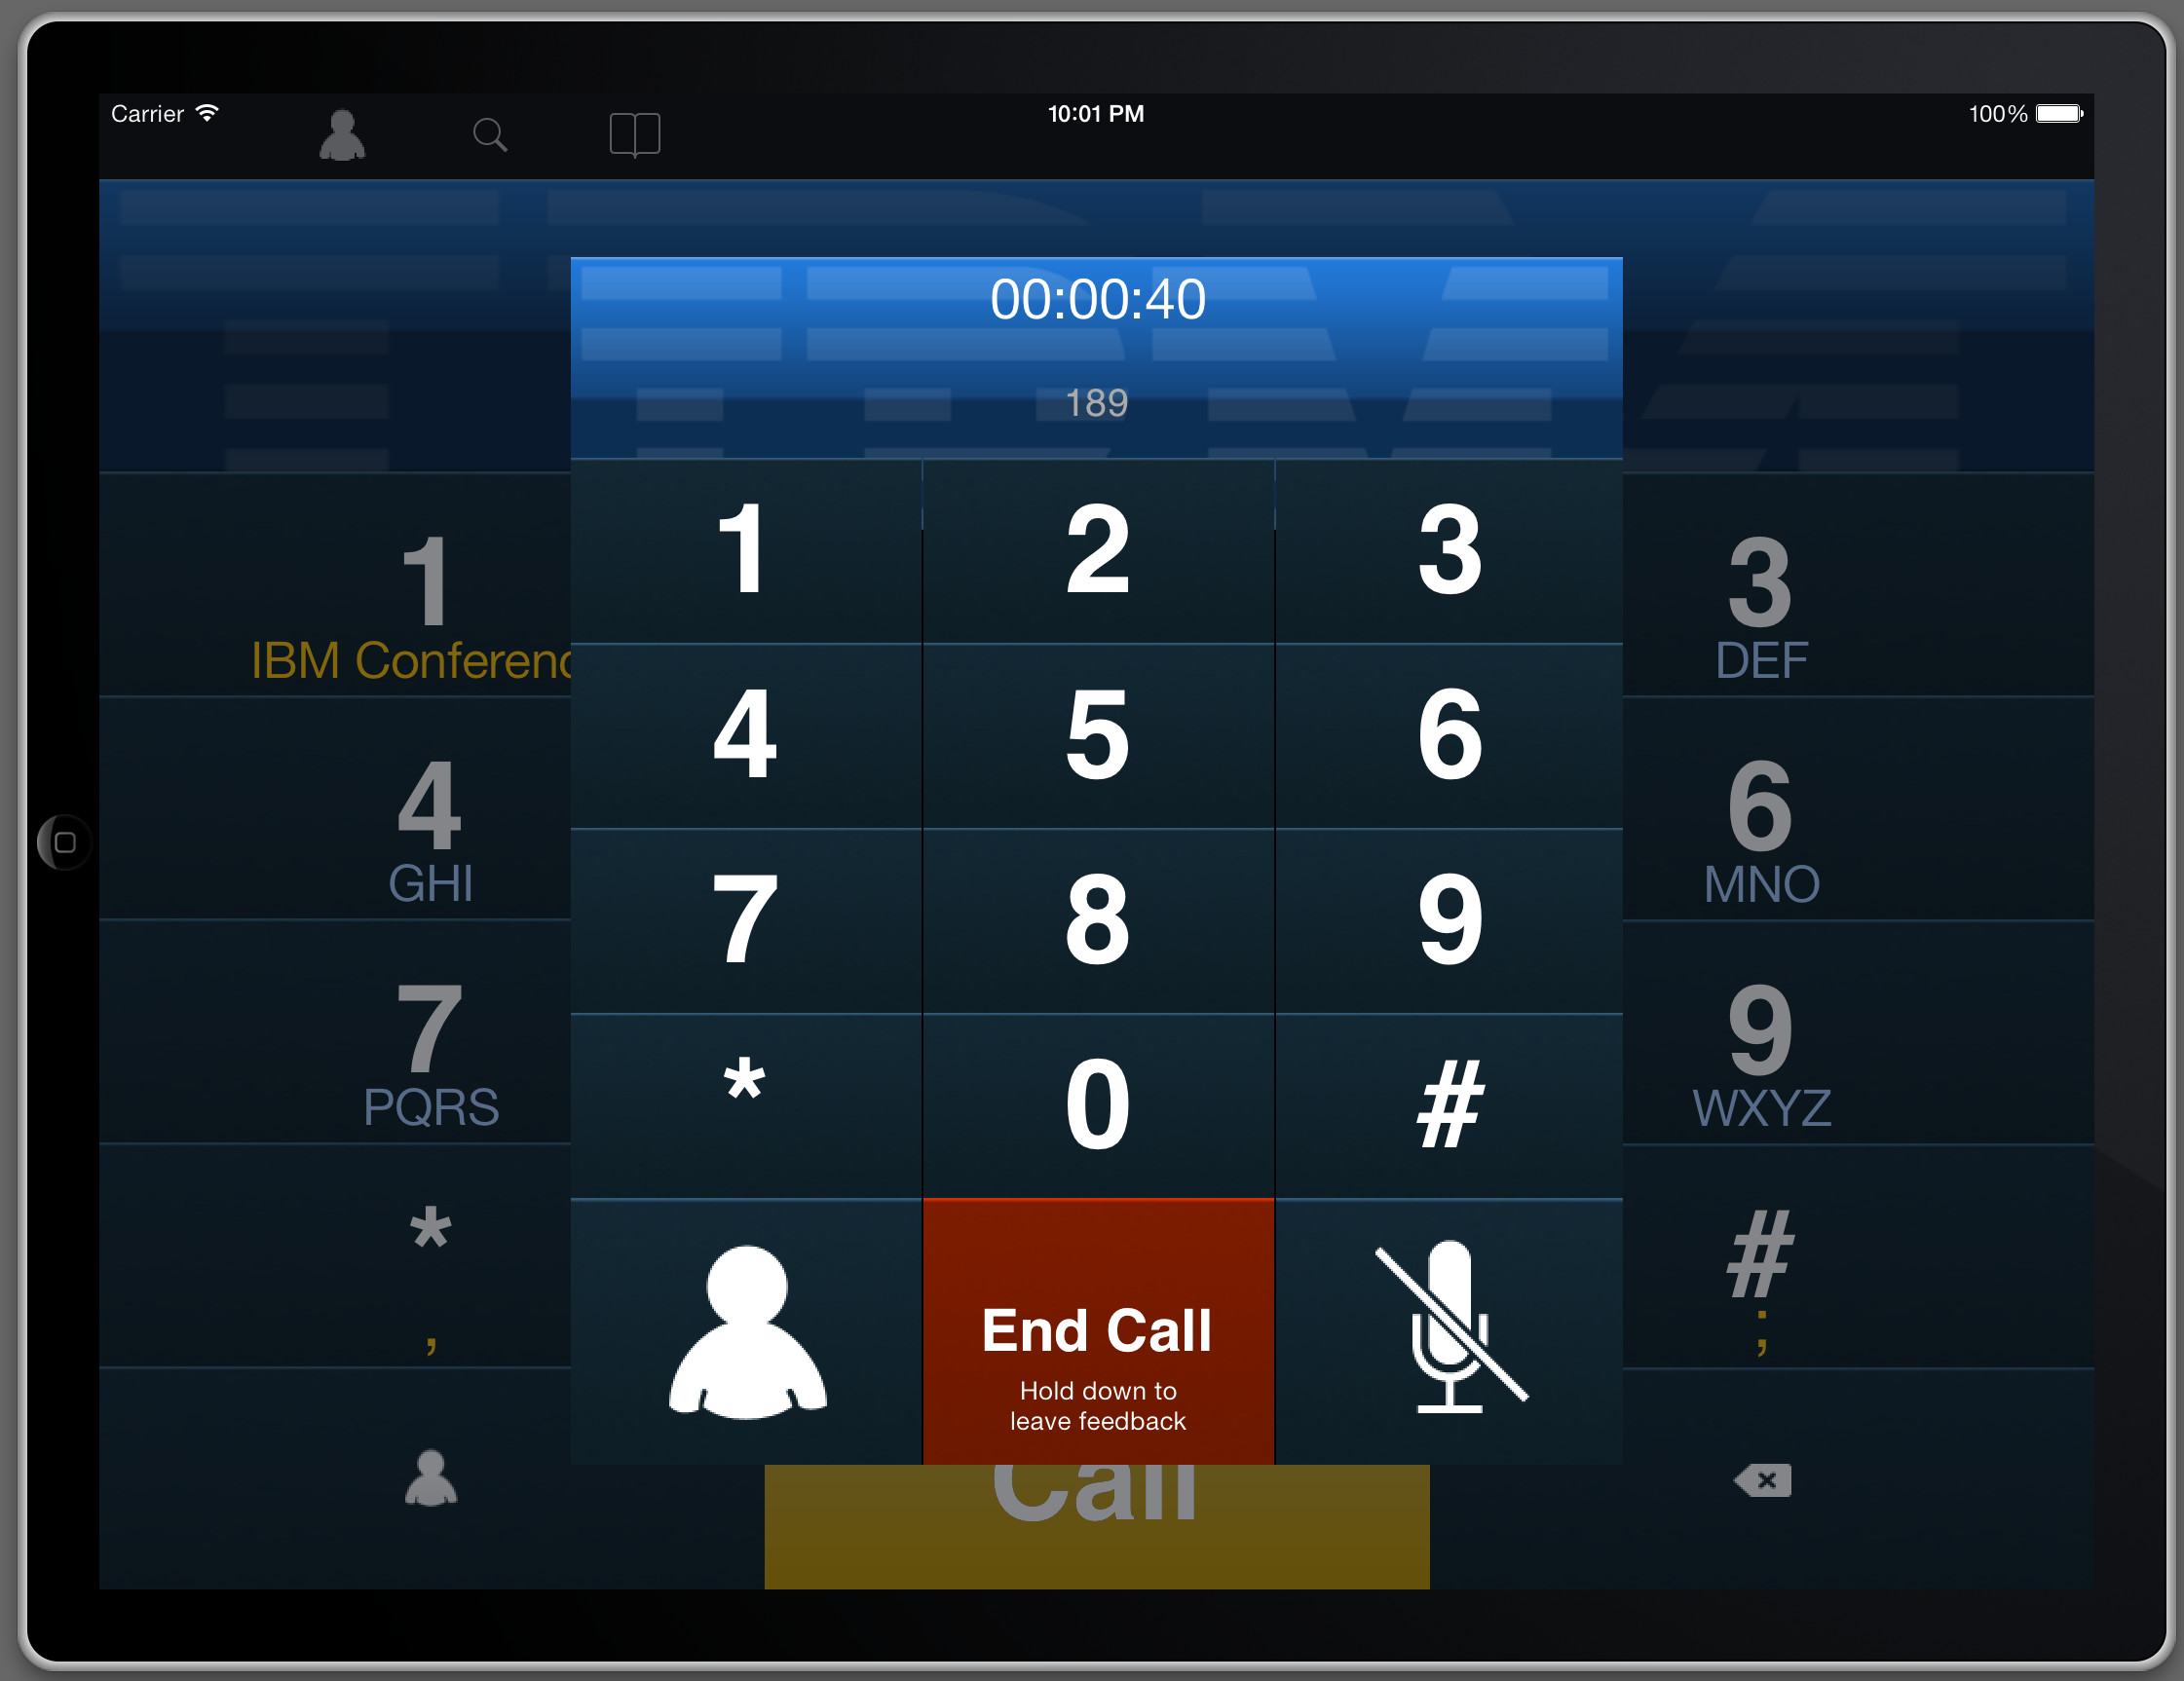 Carrier
10:01 PM
100%
00:00:40
189
1 2 3
4 5 6
7 8 9
* 0 #
End Call
Hold down to
leave feedback
1
IBM Conferenc
3
DEF
4
GHI
6
MNO
7
PQRS
9
WXYZ
*
,
#
;
Call